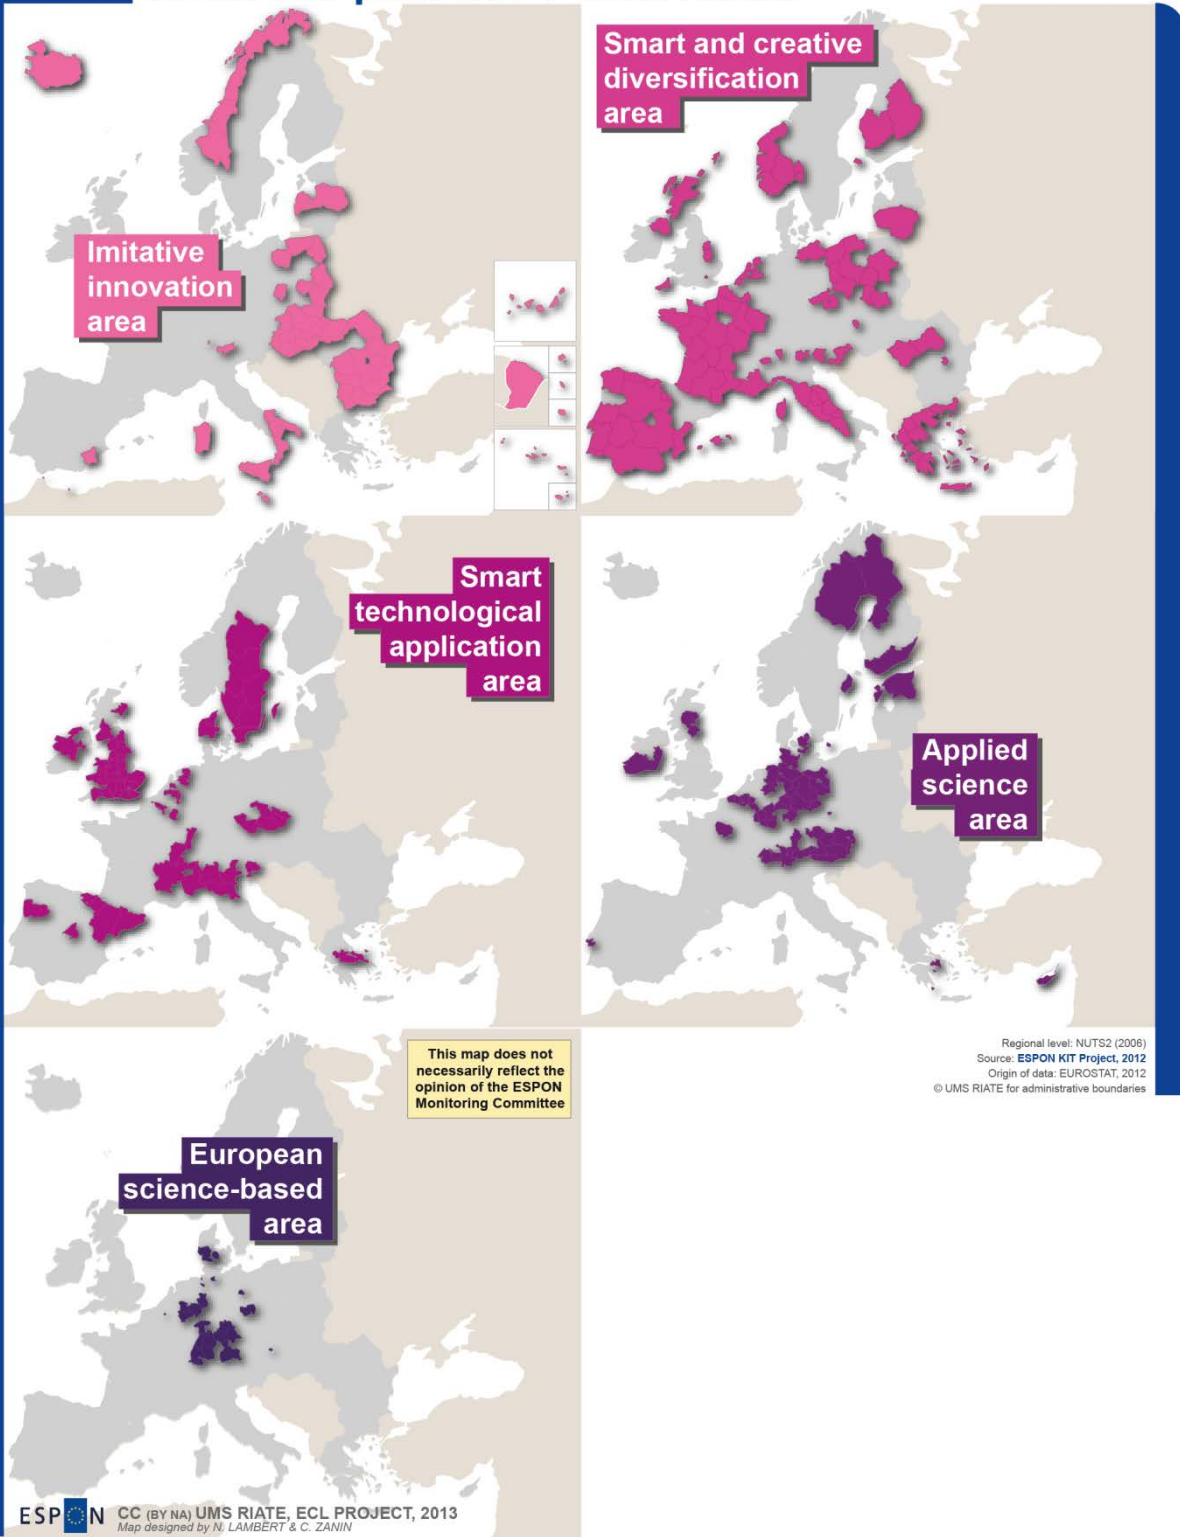 Imitative
innovation
area
Smart and creative
diversification
area
Smart
technological
application
area
Applied
science
area
Regional level: NUTS2 (2006)
Source: ESPON KIT Project, 2012
Origin of data: EUROSTAT, 2012
© UMS RIATE for administrative boundaries
This map does not
necessarily reflect the
opinion of the ESPON
Monitoring Committee
European
science-based
area
ESPON CC (BY NA) UMS RIATE, ECL PROJECT, 2013
Map designed by N. LAMBERT & C. ZANIN